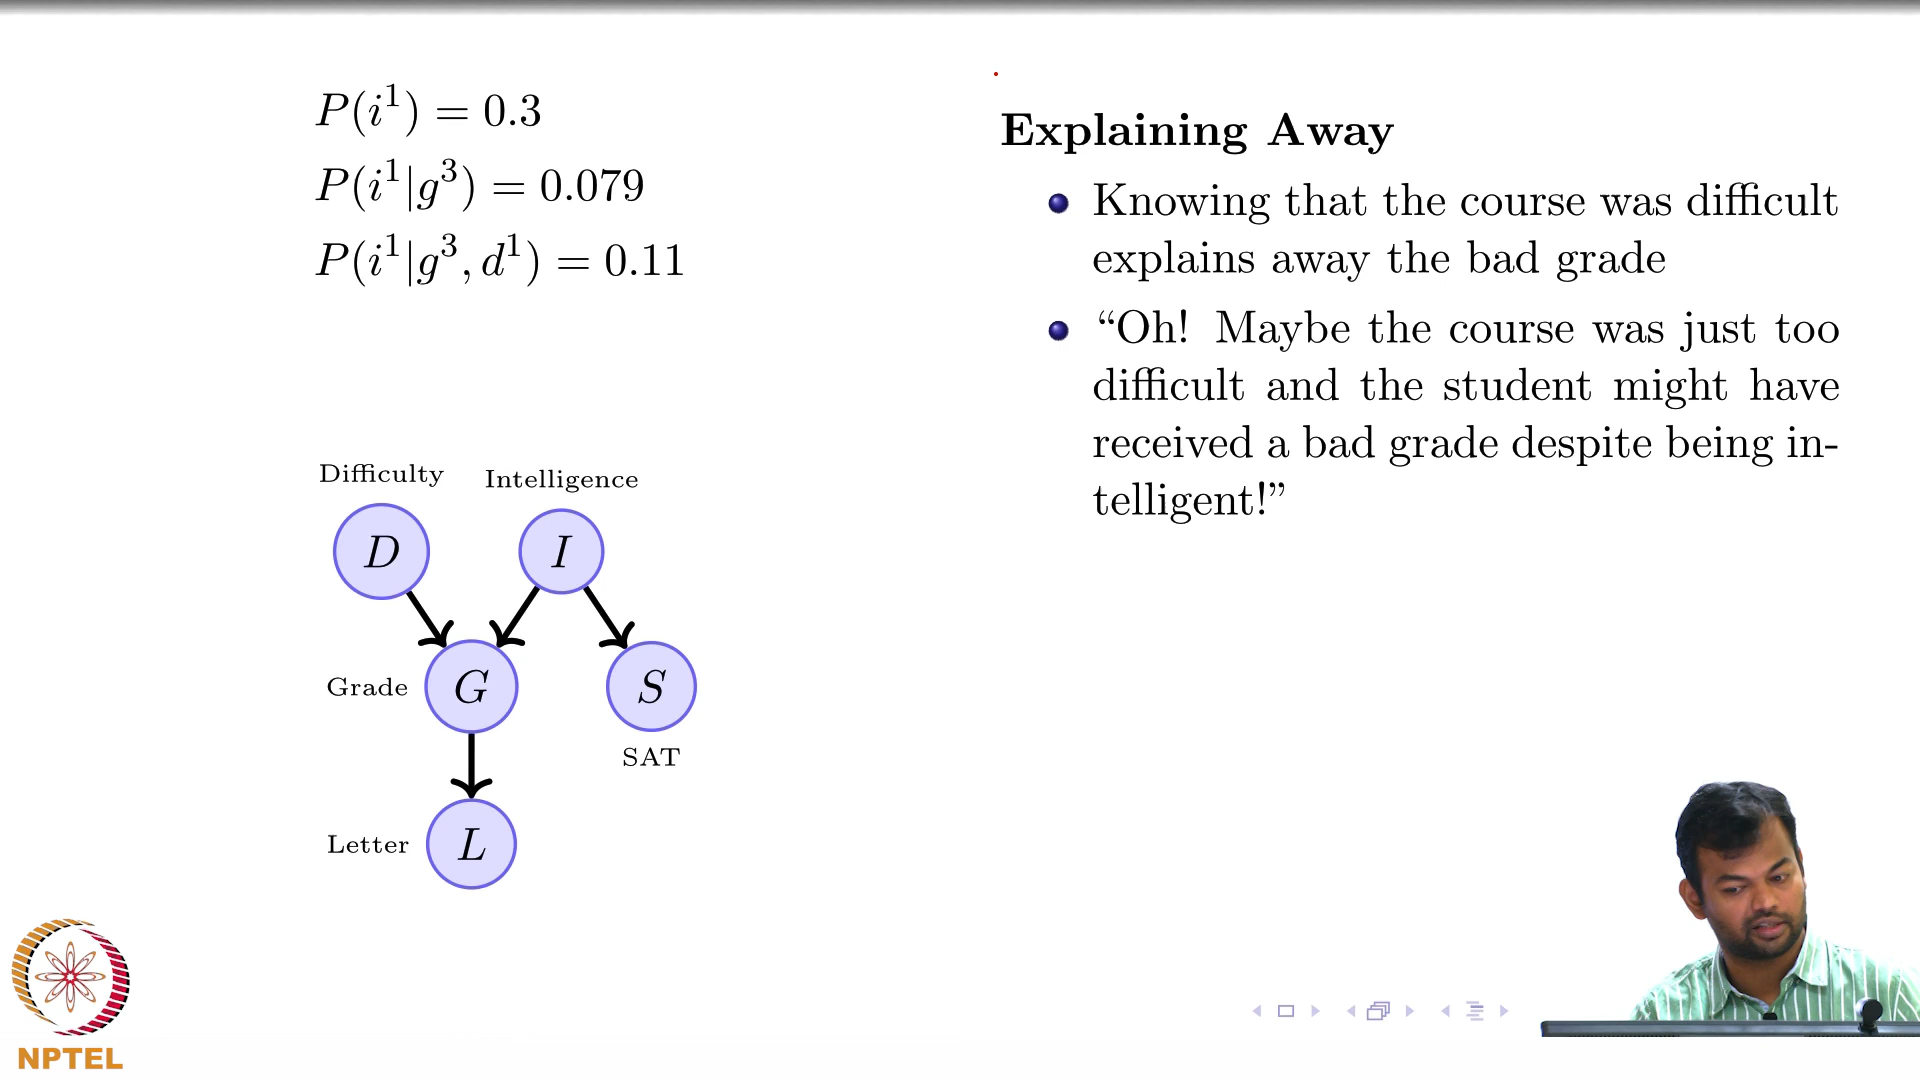 P(i^1) = 0.3
P(i^1|g^3) = 0.079
P(i^1|g^3, d^1) = 0.11
Difficulty
Intelligence
D
I
Grade
G
S
SAT
Letter
L
Explaining Away
Knowing that the course was difficult
explains away the bad grade
“Oh! Maybe the course was just too
difficult and the student might have
received a bad grade despite being in-
telligent!”
NPTEL